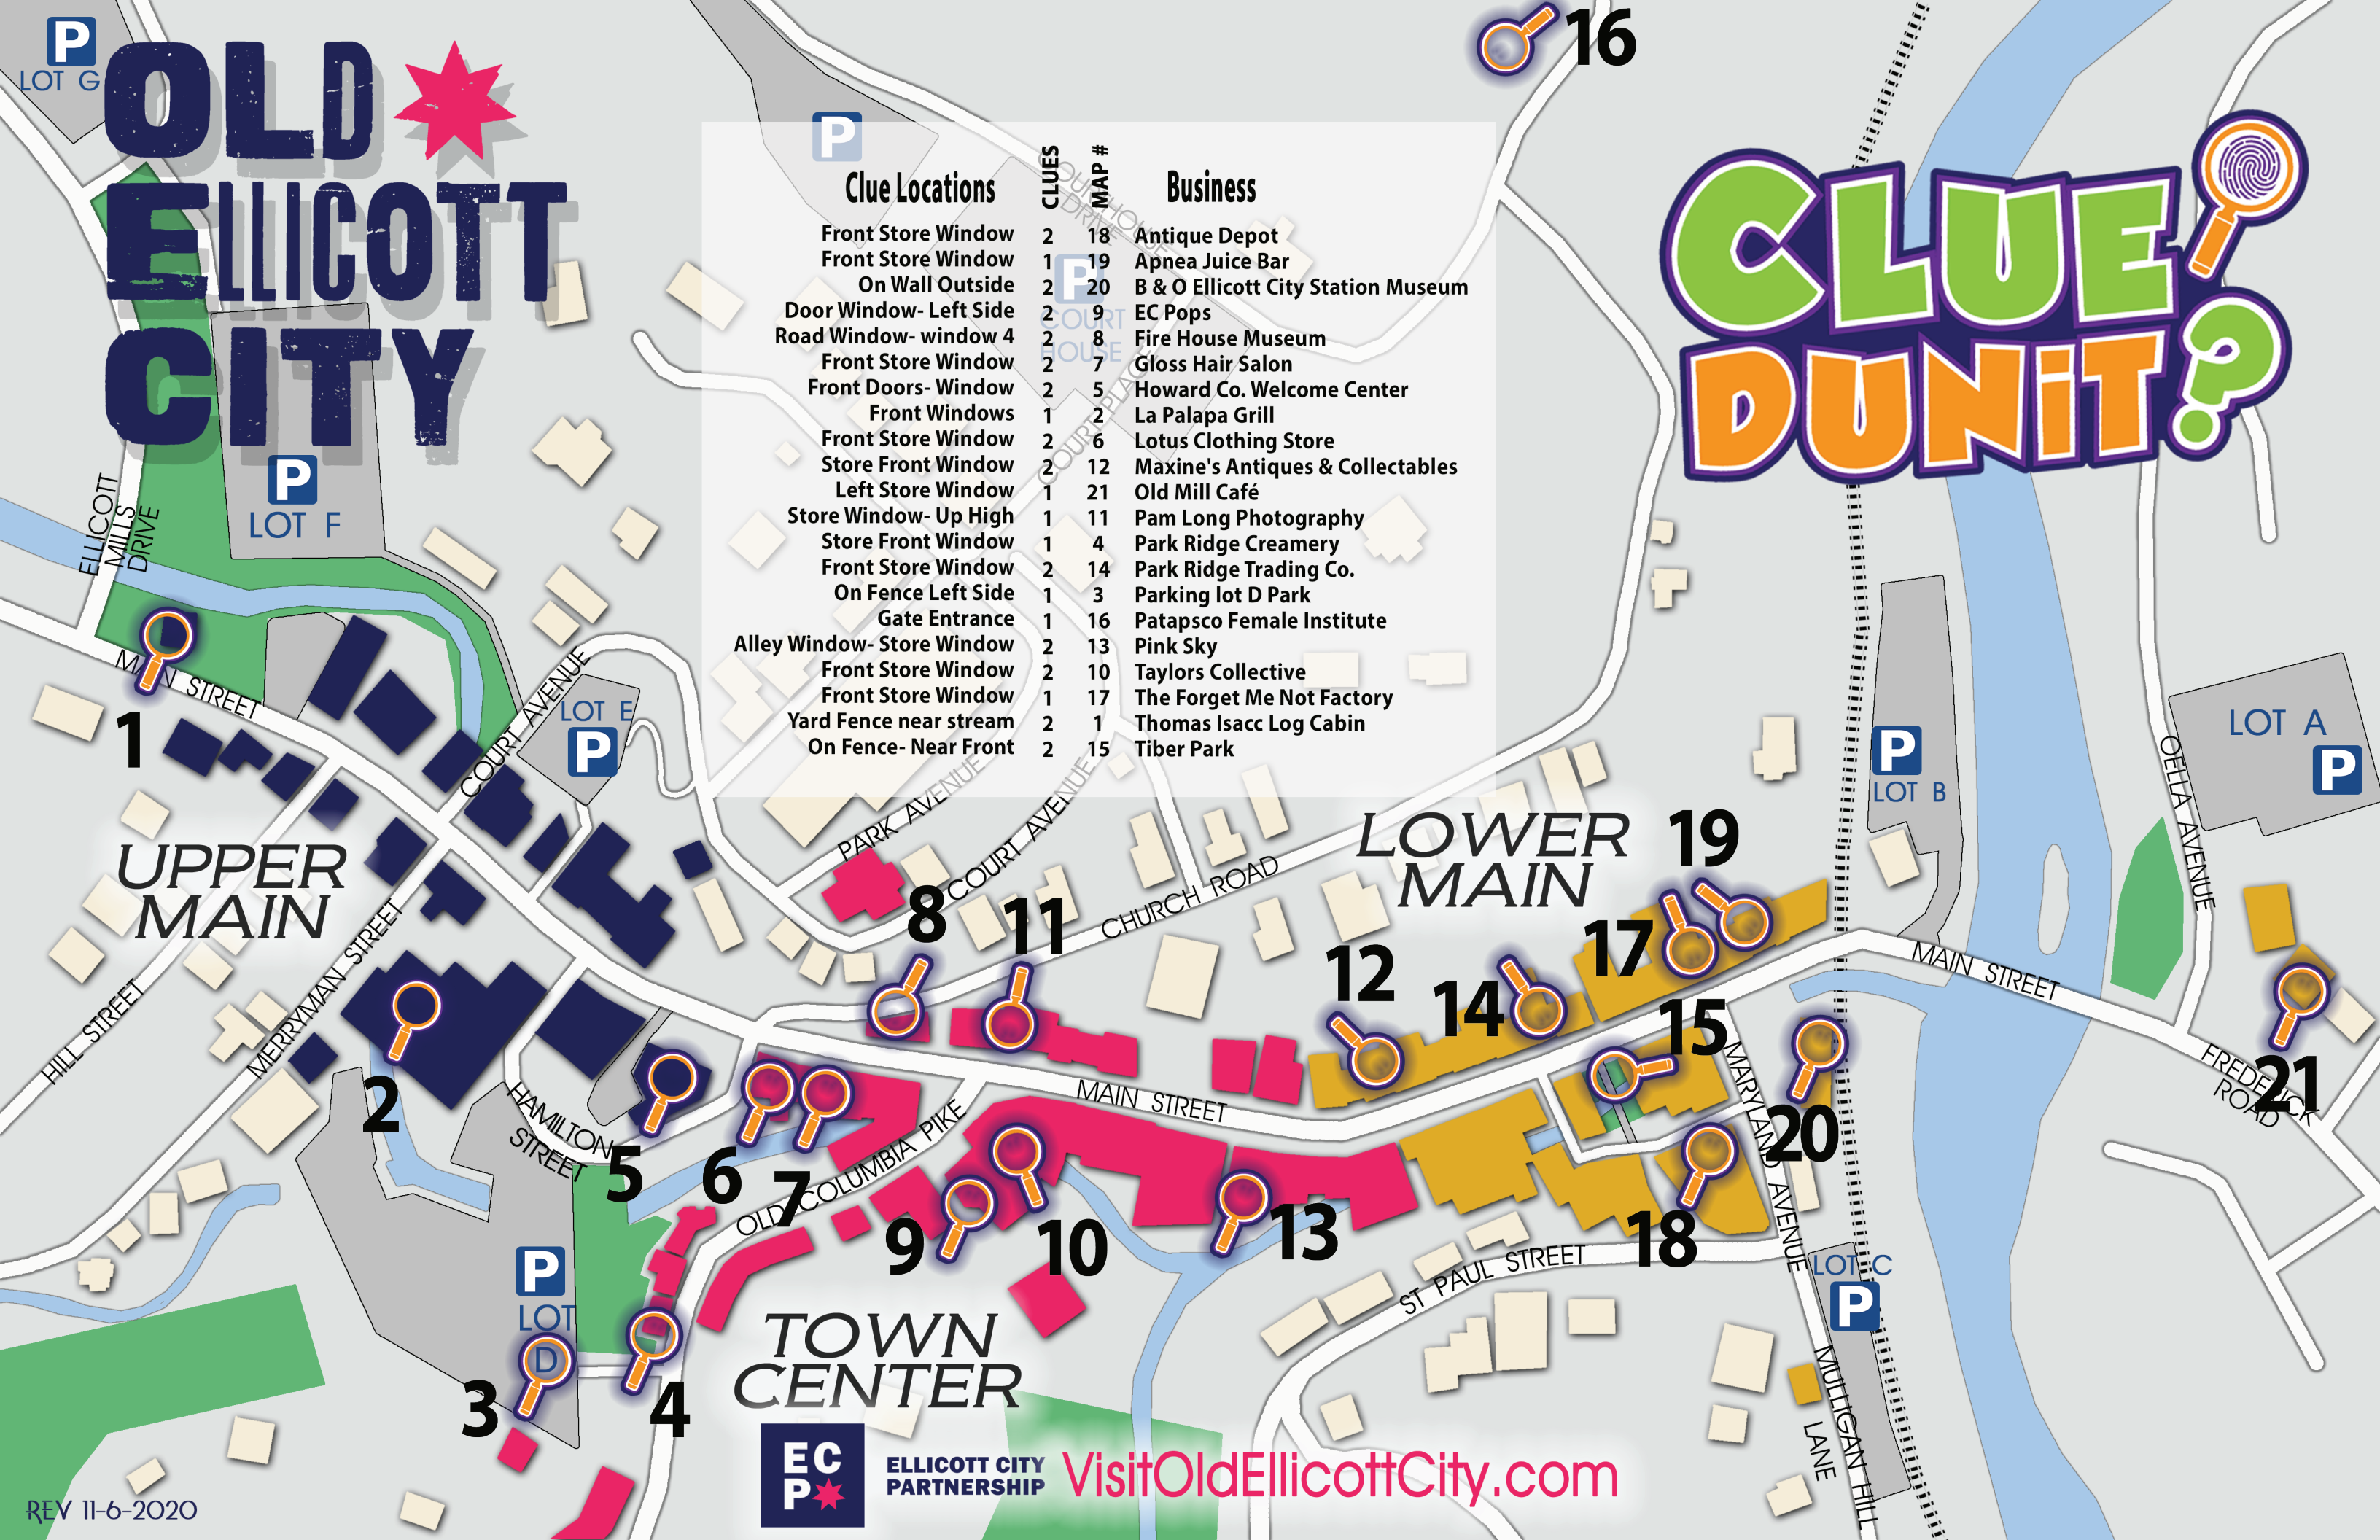 P
LOT G
OLD
ELLICOTT
CITY
16
CLUE
DUNiT?
P
Clue Locations CLUES MAP # Business
Front Store Window 2 18 Antique Depot
Front Store Window 1 19 Apnea Juice Bar
On Wall Outside 2 20 B & O Ellicott City Station Museum
Door Window- Left Side 2 9 EC Pops
Road Window- window 4 2 8 Fire House Museum
Front Store Window 2 7 Gloss Hair Salon
Front Doors- Window 2 5 Howard Co. Welcome Center
Front Windows 1 2 La Palapa Grill
Front Store Window 2 6 Lotus Clothing Store
Store Front Window 2 12 Maxine's Antiques & Collectables
Left Store Window 1 21 Old Mill Café
Store Window- Up High 1 11 Pam Long Photography
Store Front Window 1 4 Park Ridge Creamery
Front Store Window 2 14 Park Ridge Trading Co.
On Fence Left Side 1 3 Parking lot D Park
Gate Entrance 1 16 Patapsco Female Institute
Alley Window- Store Window 2 13 Pink Sky
Front Store Window 2 10 Taylors Collective
Front Store Window 1 17 The Forget Me Not Factory
Yard Fence near stream 2 1 Thomas Isacc Log Cabin
On Fence- Near Front 2 15 Tiber Park
COURTHOUSE
DRIVE
P
COURT
HOUSE
COURT PLACE
P
LOT F
ELLICOTT
MILLS
DRIVE
MAIN STREET
1
COURT AVENUE
LOT E
P
PARK AVENUE
COURT AVENUE
CHURCH ROAD
UPPER
MAIN
LOWER
MAIN
P
LOT B
LOT A
P
OELLA AVENUE
HILL STREET
MERRYMAN STREET
8
11
12
14
17
19
15
MAIN STREET
FREDERICK
ROAD
21
2
HAMILTON
STREET
5
6
7
OLD COLUMBIA PIKE
MAIN STREET
MARYLAND AVENUE
20
9
10
13
18
ST PAUL STREET
P
LOT
D
3
4
LOT C
P
MULLIGAN HILL
LANE
TOWN
CENTER
EC
P
ELLICOTT CITY
PARTNERSHIP
VisitOldEllicottCity.com
REV 11-6-2020